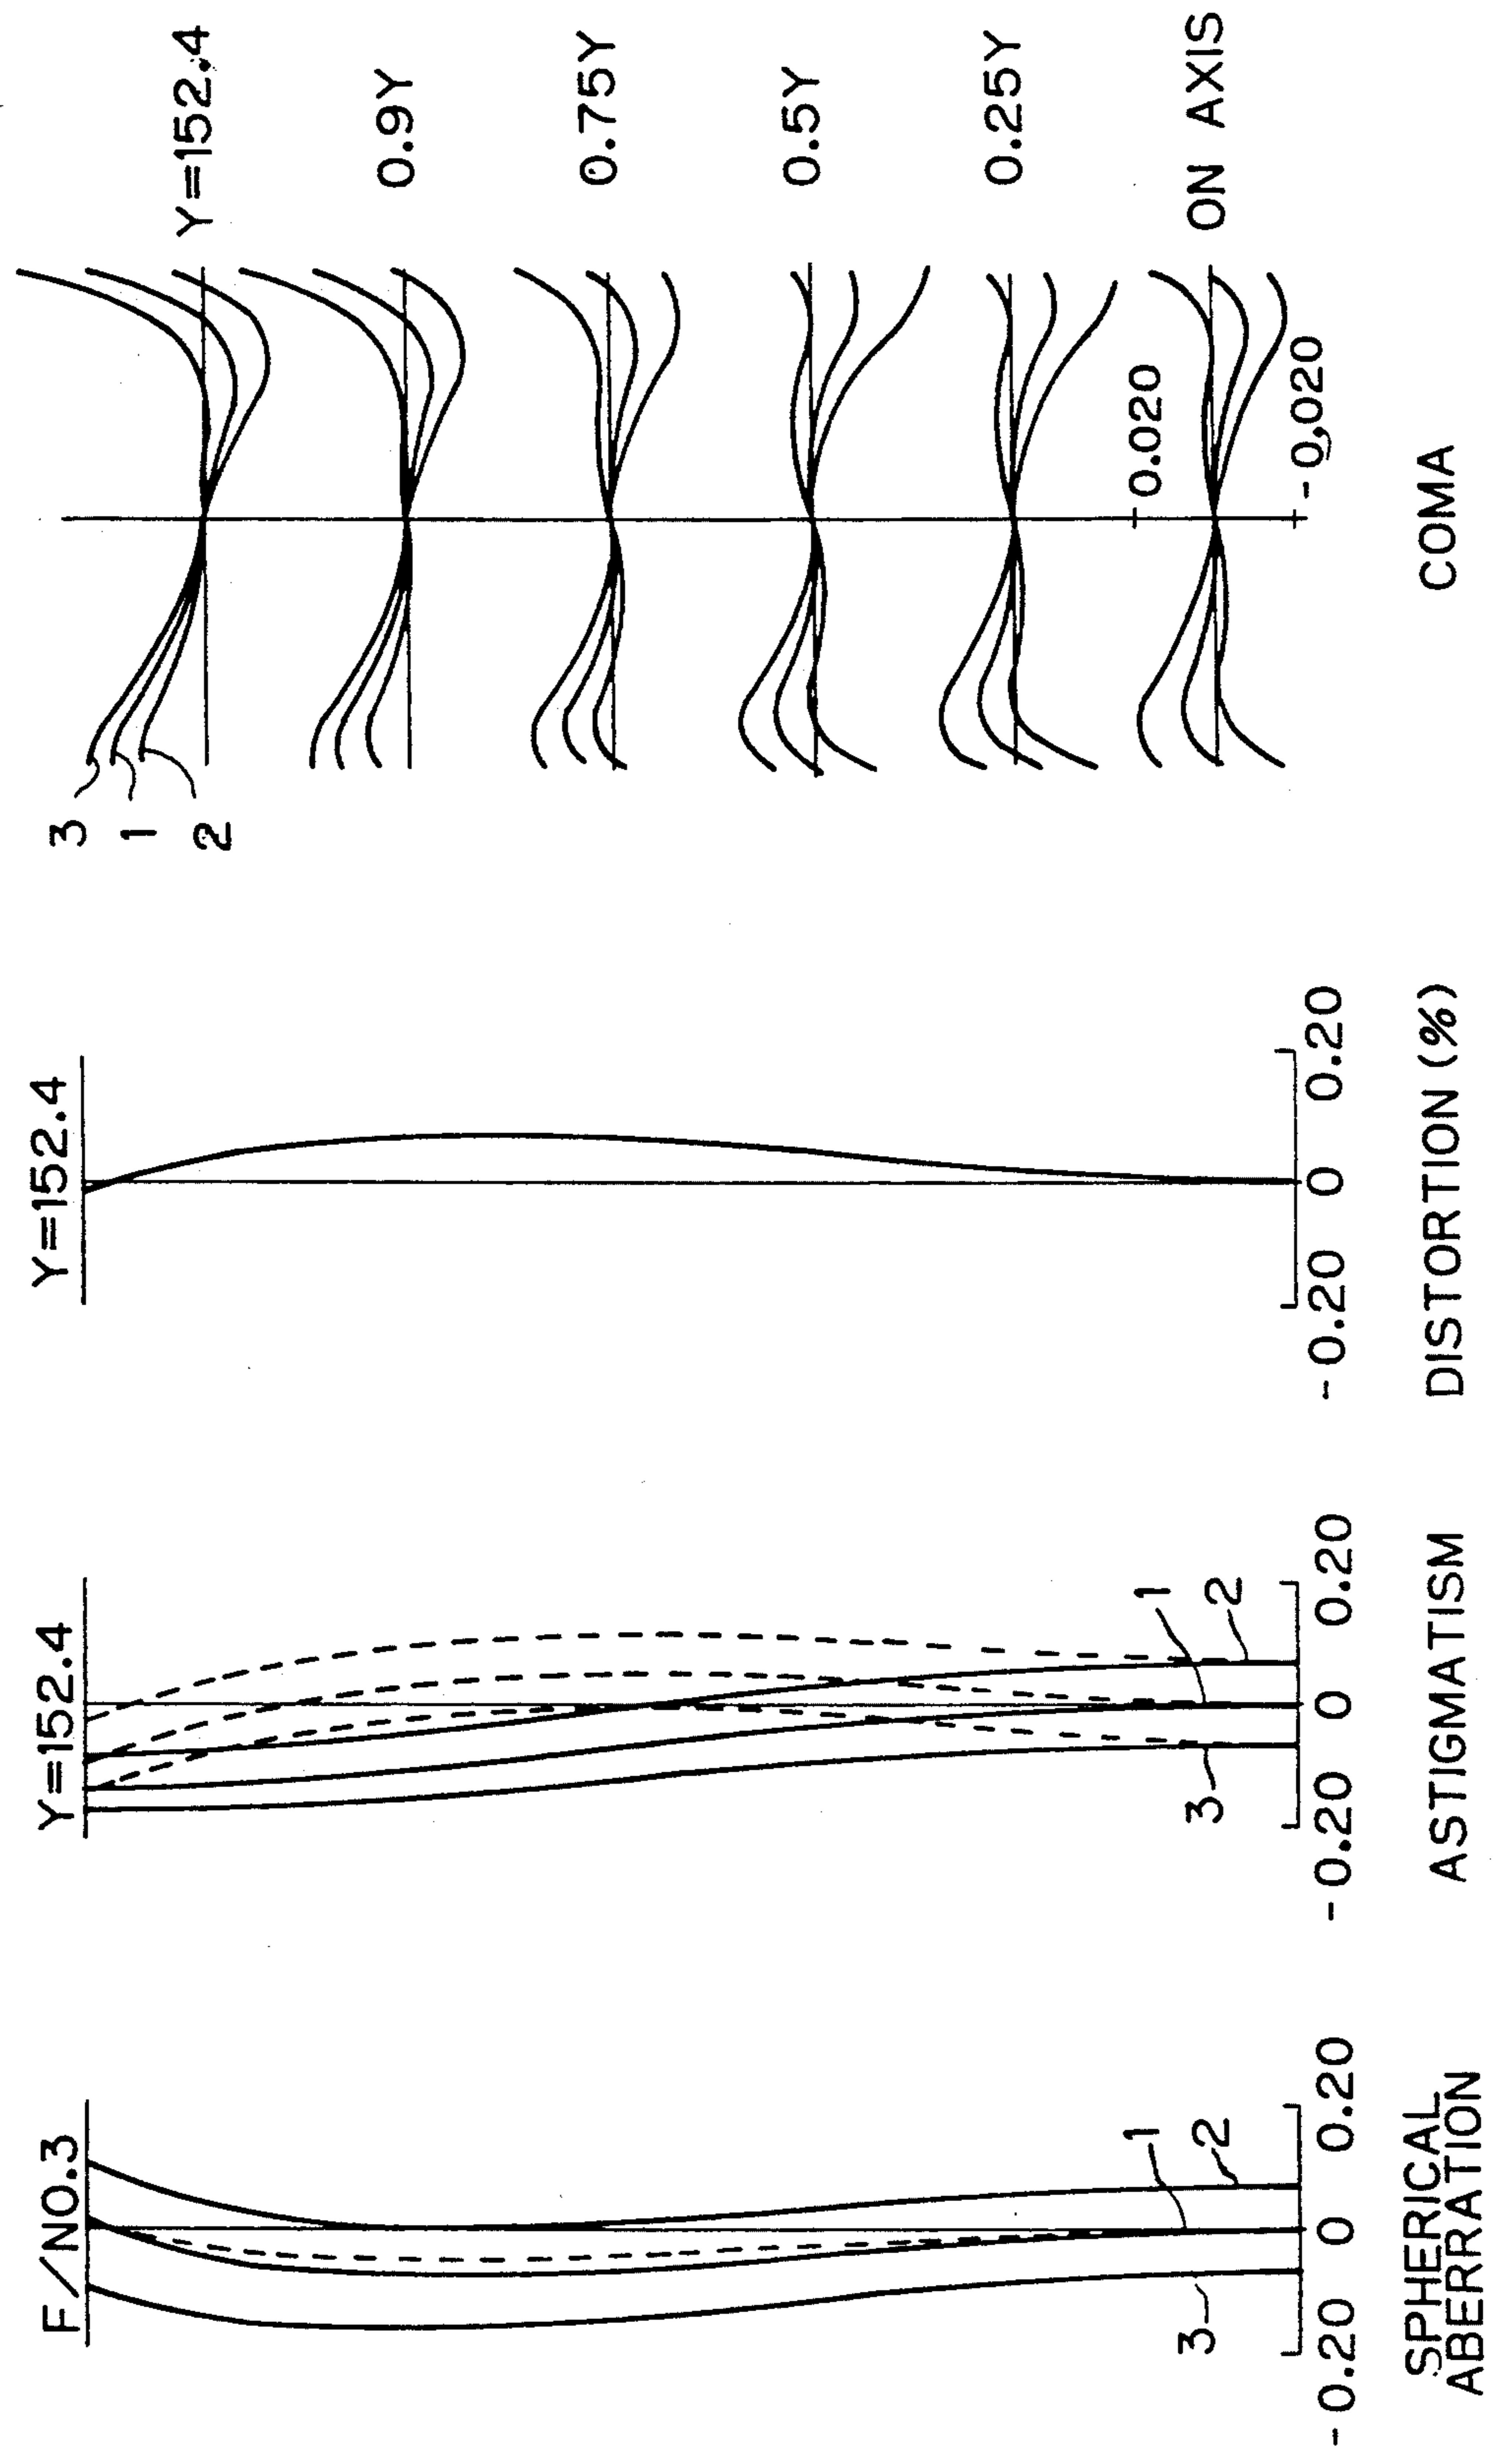 F/NO.3
1
2
3
-0.20 0 0.20
SPHERICAL
ABERRATION
Y=152.4
1
2
3
-0.20 0 0.20
ASTIGMATISM
Y=152.4
-0.20 0 0.20
DISTORTION (%)
3
1
2
Y=152.4
0.9Y
0.75Y
0.5Y
0.25Y
0.020
ON AXIS
-0.020
COMA